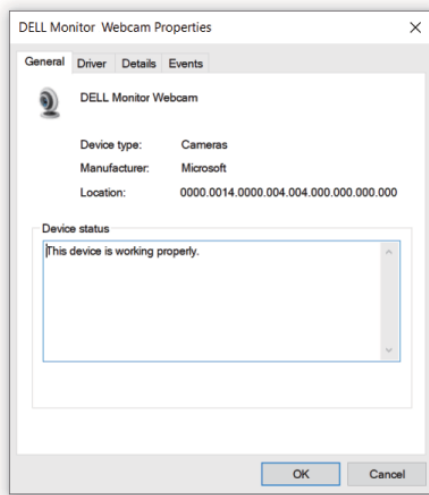 DELL Monitor Webcam Properties
General Driver Details Events
DELL Monitor Webcam
Device type: Cameras
Manufacturer: Microsoft
Location: 0000.0014.0000.004.004.000.000.000.000
Device status
This device is working properly.
OK Cancel